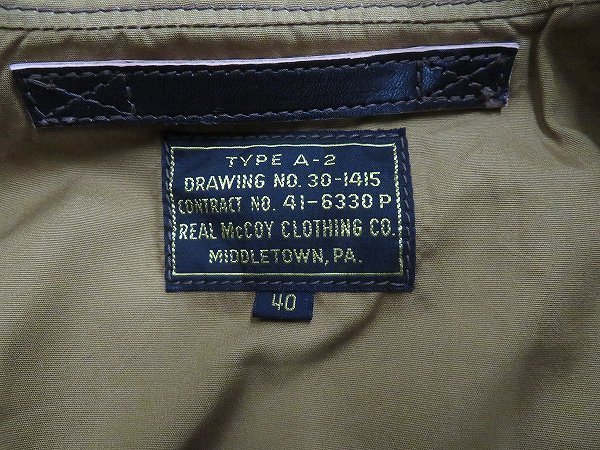 TYPE A-2
DRAWING NO. 30-1415
CONTRACT NO. 41-6330 P
REAL McCOY CLOTHING CO.
MIDDLETOWN, PA.
40